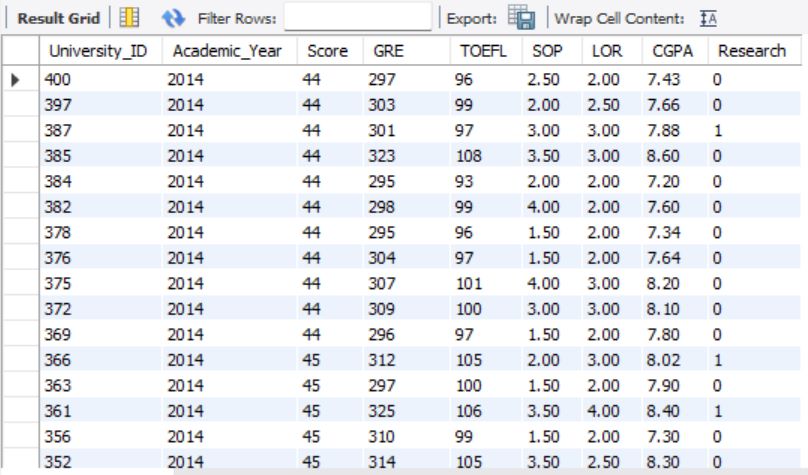 Result Grid Filter Rows: Export: Wrap Cell Content: IA
University_ID Academic_Year Score GRE TOEFL SOP LOR CGPA Research
400 2014 44 297 96 2.50 2.00 7.43 0
397 2014 44 303 99 2.00 2.50 7.66 0
387 2014 44 301 97 3.00 3.00 7.88 1
385 2014 44 323 108 3.50 3.00 8.60 0
384 2014 44 295 93 2.00 2.00 7.20 0
382 2014 44 298 99 4.00 2.00 7.60 0
378 2014 44 295 96 1.50 2.00 7.34 0
376 2014 44 304 97 1.50 2.00 7.64 0
375 2014 44 307 101 4.00 3.00 8.20 0
372 2014 44 309 100 3.00 3.00 8.10 0
369 2014 44 296 97 1.50 2.00 7.80 0
366 2014 45 312 105 2.00 3.00 8.02 1
363 2014 45 297 100 1.50 2.00 7.90 0
361 2014 45 325 106 3.50 4.00 8.40 1
356 2014 45 310 99 1.50 2.00 7.30 0
352 2014 45 314 105 3.50 2.50 8.30 0